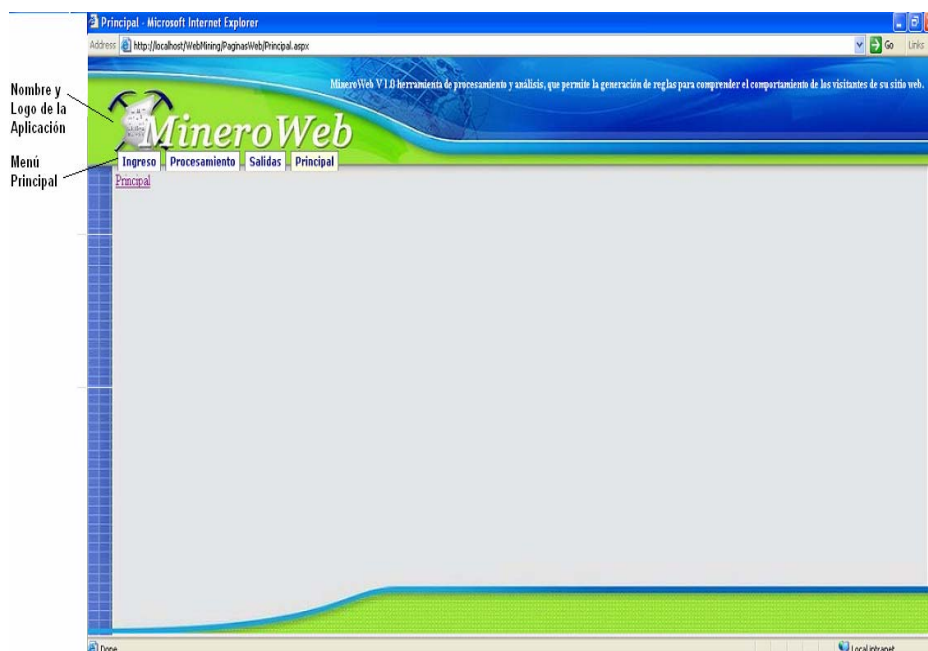 Principal - Microsoft Internet Explorer
Address http://localhost/WebMining/PaginasWeb/Principal.aspx Go Links
MineroWeb V 1.0 herramienta de procesamiento y análisis, que permite la generación de reglas para comprender el comportamiento de los visitantes de su sitio web.
Nombre y
Logo de la
Aplicación
MineroWeb
Menú
Principal
Ingreso Procesamiento Salidas Principal
Principal
Done Local intranet